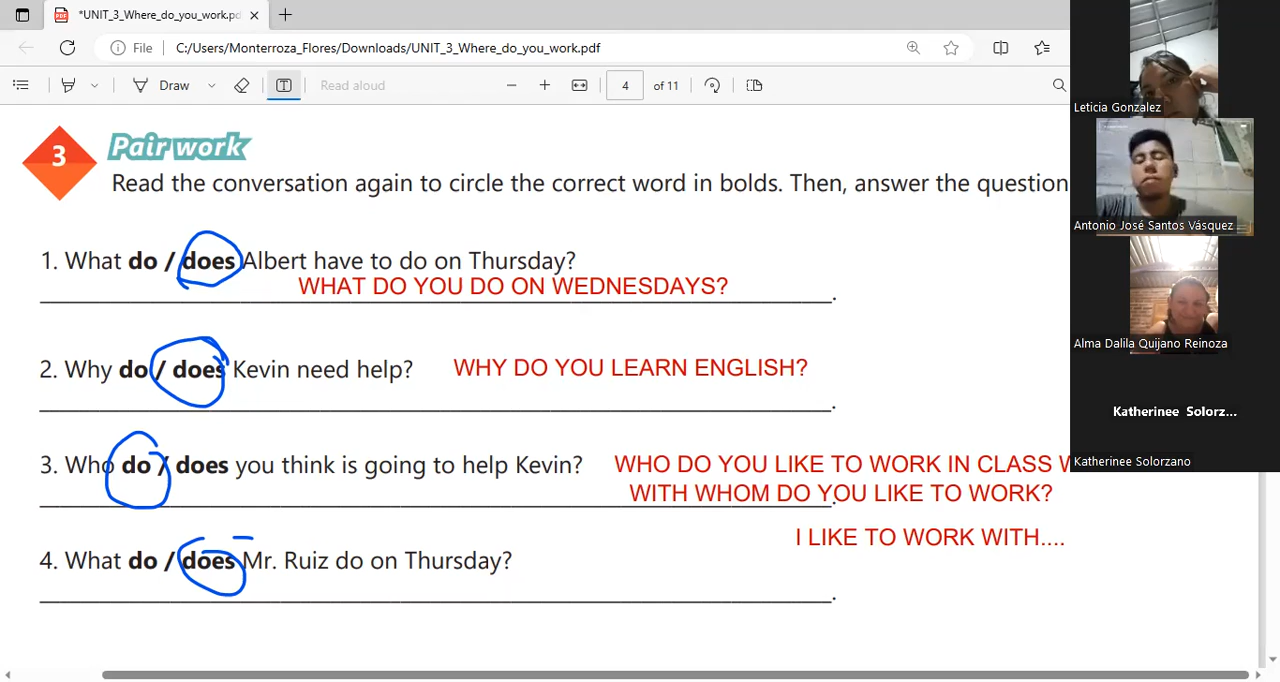 *UNIT_3_Where_do_you_work.pd
File
C:/Users/Monterroza_Flores/Downloads/UNIT_3_Where_do_you_work.pdf
Draw
Read aloud
4
of 11
Leticia Gonzalez
3
Pair work
Read the conversation again to circle the correct word in bolds. Then, answer the question
Antonio José Santos Vásquez
1. What do / does Albert have to do on Thursday?
WHAT DO YOU DO ON WEDNESDAYS?
Alma Dalila Quijano Reinoza
2. Why do / does Kevin need help?
WHY DO YOU LEARN ENGLISH?
Katherinee Solorz...
3. Who do / does you think is going to help Kevin?
WHO DO YOU LIKE TO WORK IN CLASS
Katherinee Solorzano
WITH WHOM DO YOU LIKE TO WORK?
I LIKE TO WORK WITH....
4. What do / does Mr. Ruiz do on Thursday?